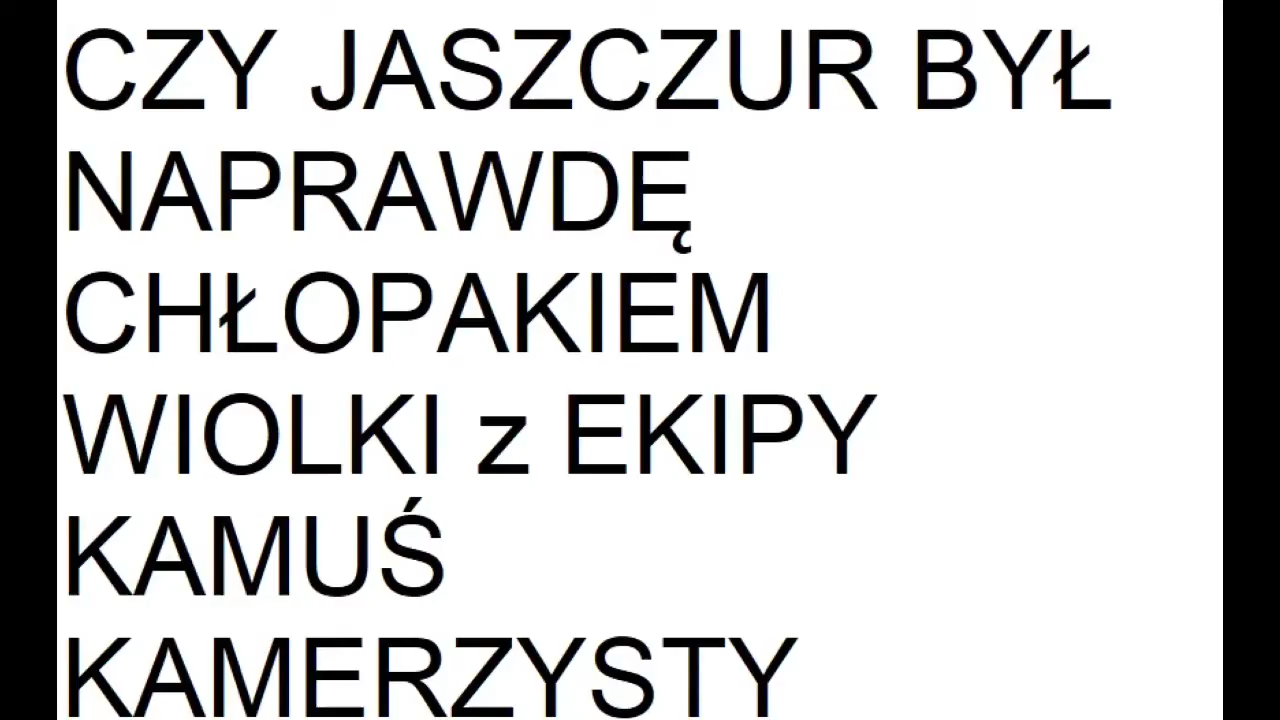 CZY JASZCZUR BYŁ
NAPRAWDĘ
CHŁOPAKIEM
WIOLKI z EKIPY
KAMUŚ
KAMERZYSTY